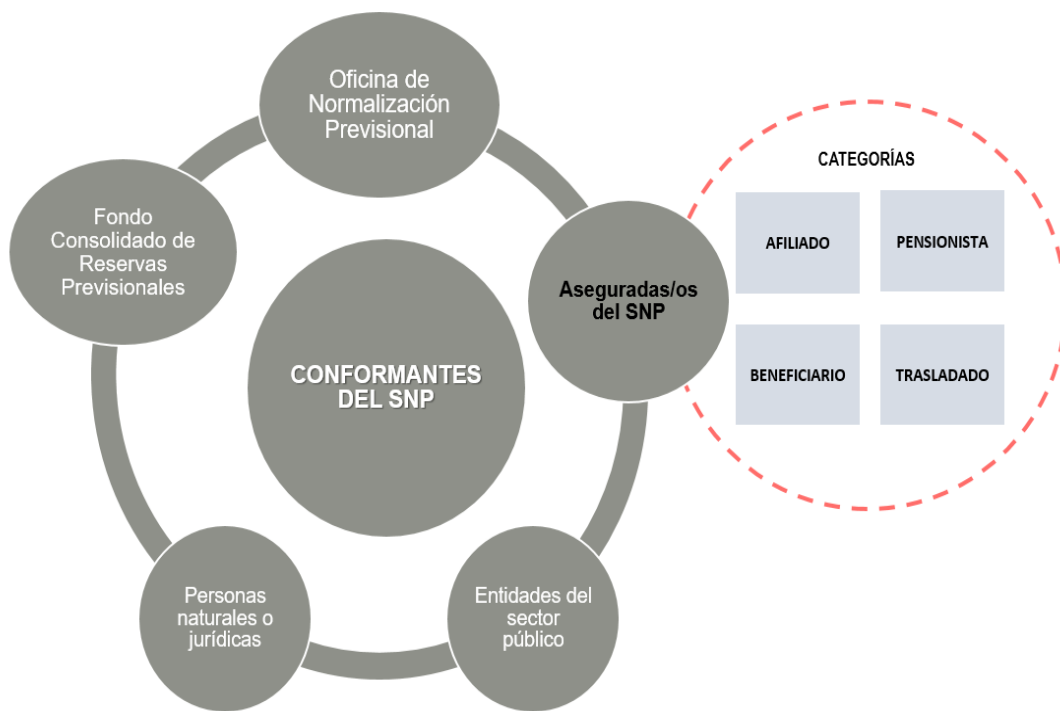 Oficina de
Normalización
Previsional
Fondo
Consolidado de
Reservas
Previsionales
CONFORMANTES
DEL SNP
Aseguradas/os
del SNP
CATEGORÍAS
AFILIADO
PENSIONISTA
BENEFICIARIO
TRASLADADO
Personas
naturales o
jurídicas
Entidades del
sector
público